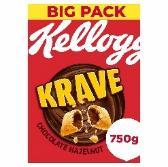 BIG PACK
Kellogg
KRAVE
CHOCOLATE HAZELNUT
750g